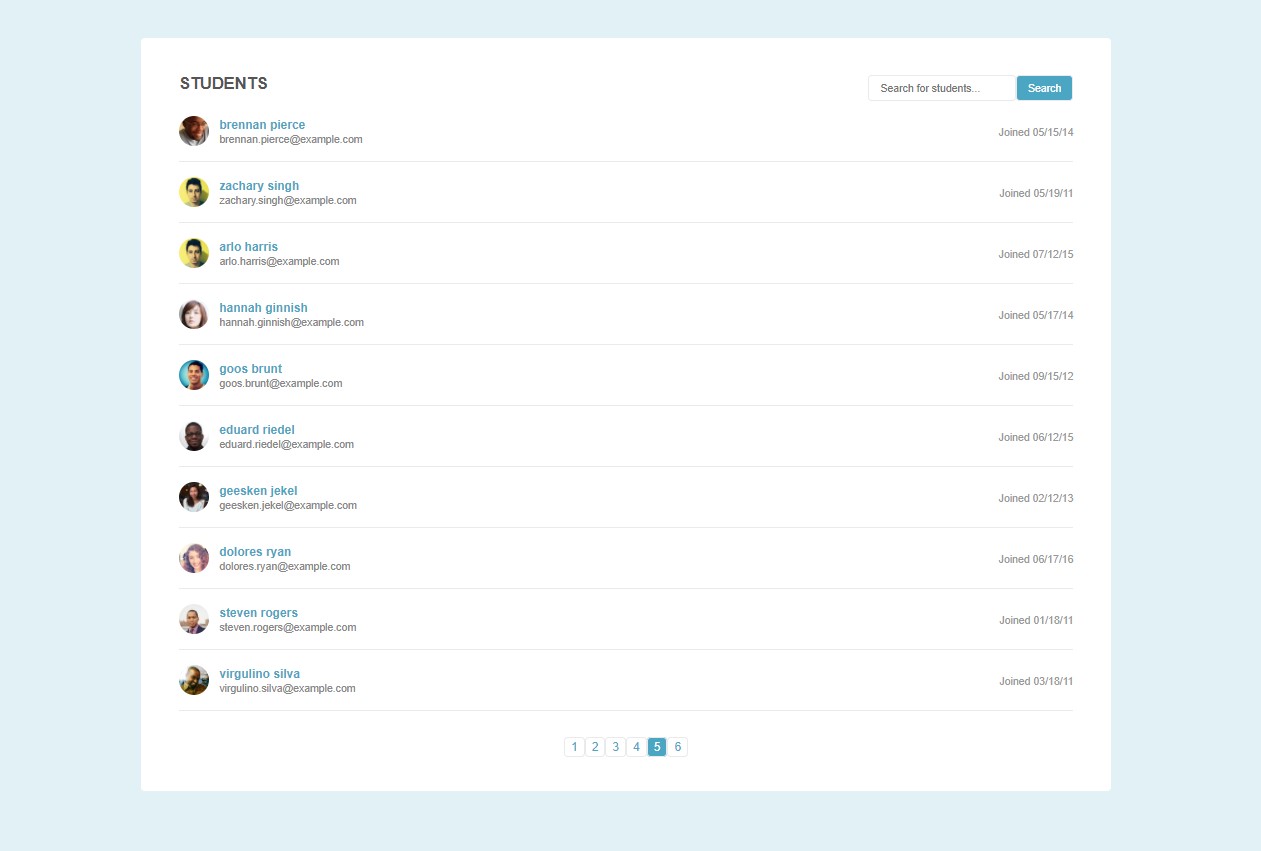 STUDENTS
Search for students... Search
brennan pierce
brennan.pierce@example.com
Joined 05/15/14
zachary singh
zachary.singh@example.com
Joined 05/19/11
arlo harris
arlo.harris@example.com
Joined 07/12/15
hannah ginnish
hannah.ginnish@example.com
Joined 05/17/14
goos brunt
goos.brunt@example.com
Joined 09/15/12
eduard riedel
eduard.riedel@example.com
Joined 06/12/15
geesken jekel
geesken.jekel@example.com
Joined 02/12/13
dolores ryan
dolores.ryan@example.com
Joined 06/17/16
steven rogers
steven.rogers@example.com
Joined 01/18/11
virgulino silva
virgulino.silva@example.com
Joined 03/18/11
1 2 3 4 5 6